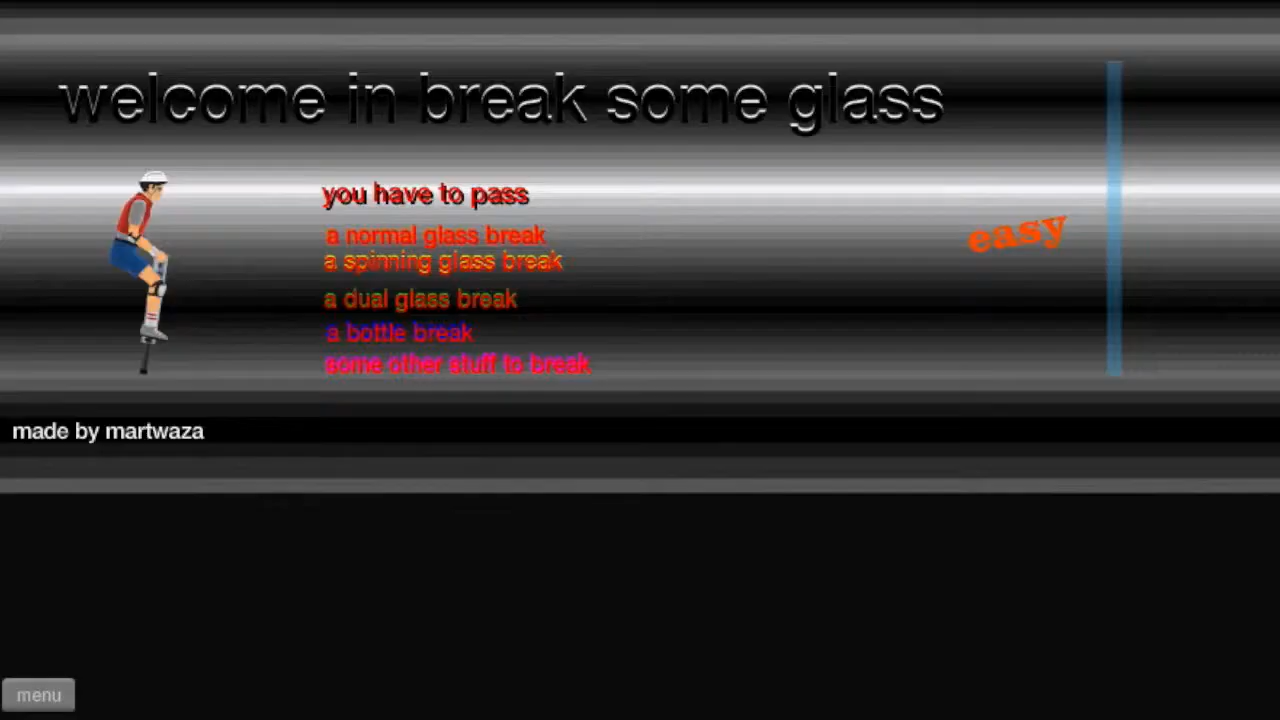 welcome in break some glass
you have to pass
a normal glass break
easy
a spinning glass break
a dual glass break
a bottle break
some other stuff to break
made by martwaza
menu